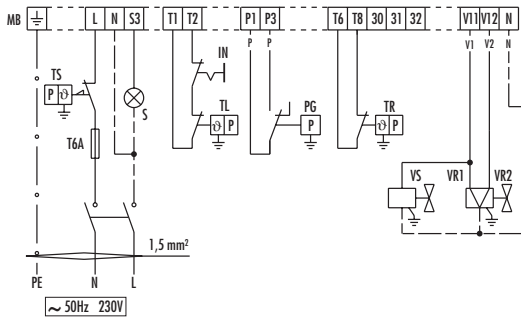 MB L N S3 T1 T2 P1 P3 T6 T8 30 31 32 V11 V12 N
P P V1 V2 N
TS IN
P ϑ S TL PG TR
ϑ P P ϑ P
T6A
VS VR1 VR2
1,5 mm²
PE N L
~ 50Hz 230V